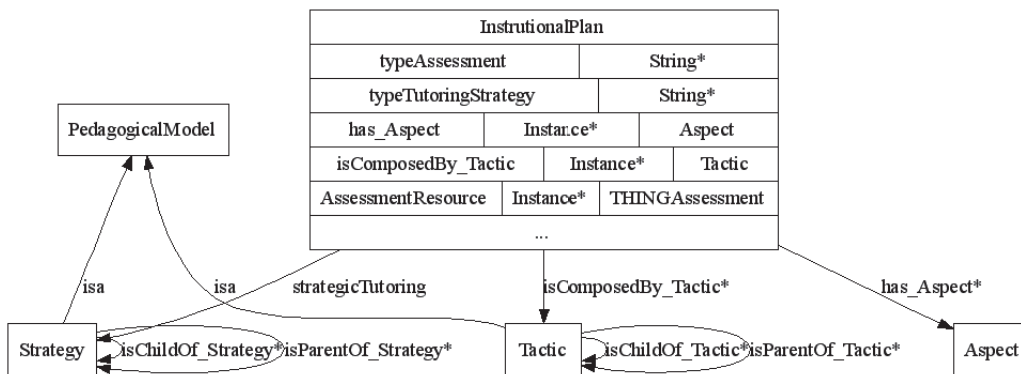 InstrutionalPlan
typeAssessment String*
typeTutoringStrategy String*
PedagogicalModel
has_Aspect Instance* Aspect
isComposedBy_Tactic Instance* Tactic
AssessmentResource Instance* THINGAssessment
...
isa isa strategicTutoring isComposedBy_Tactic* has_Aspect*
Strategy isChildOf_Strategy* isParentOf_Strategy* Tactic isChildOf_Tactic* isParentOf_Tactic* Aspect